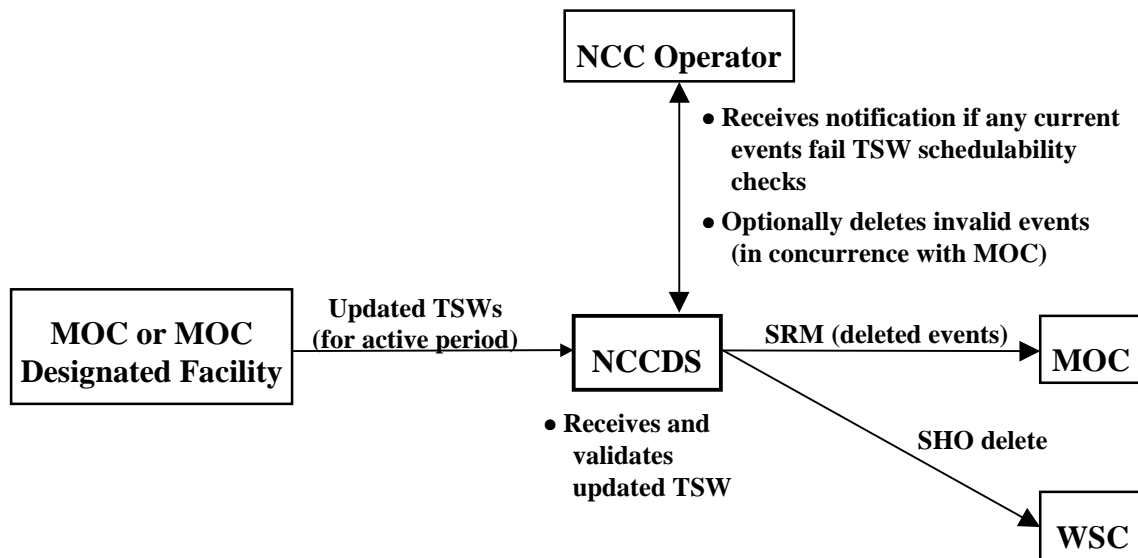 NCC Operator
● Receives notification if any current
events fail TSW schedulability
checks
● Optionally deletes invalid events
(in concurrence with MOC)
MOC or MOC
Designated Facility
Updated TSWs
(for active period)
NCCDS
SRM (deleted events)
MOC
● Receives and
validates
updated TSW
SHO delete
WSC